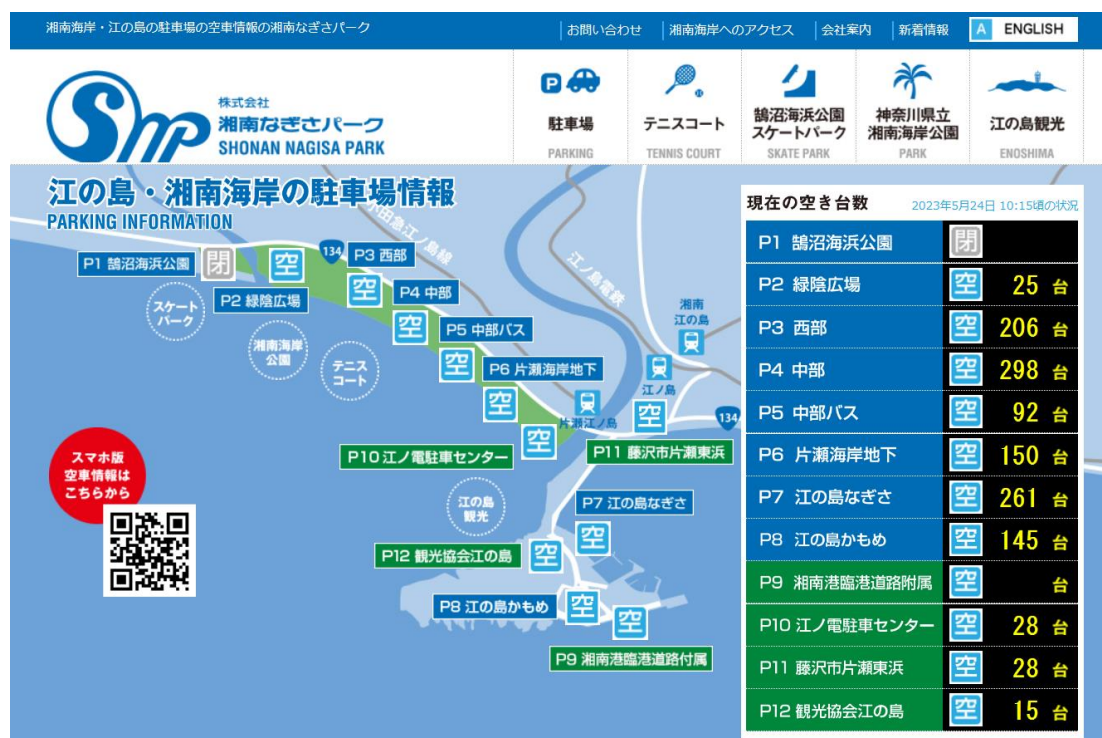 湘南海岸・江の島の駐車場の空車情報の湘南なぎさパーク
お問い合わせ
湘南海岸へのアクセス
会社案内
新着情報
A ENGLISH
SNP
株式会社
湘南なぎさパーク
SHONAN NAGISA PARK
P
駐車場
PARKING
テニスコート
TENNIS COURT
鵠沼海浜公園
スケートパーク
SKATE PARK
神奈川県立
湘南海岸公園
PARK
江の島観光
ENOSHIMA
江の島・湘南海岸の駐車場情報
PARKING INFORMATION
小田急江ノ島線
江ノ島電鉄
134
P1 鵠沼海浜公園 閉
空
P2 緑陰広場
P3 西部
空
P4 中部
空
P5 中部バス
空
P6 片瀬海岸地下
空
スケート
パーク
湘南海岸
公園
テニス
コート
湘南
江の島
江ノ島
片瀬江ノ島
空
134
空
P10 江ノ電駐車センター
P11 藤沢市片瀬東浜
江の島
観光
P7 江の島なぎさ
空
P12 観光協会江の島 空
P8 江の島かもめ 空
空
P9 湘南港臨港道路付属
スマホ版
空車情報は
こちらから
現在の空き台数
2023年5月24日 10:15頃の状況
P1 鵠沼海浜公園 閉
P2 緑陰広場 空 25 台
P3 西部 空 206 台
P4 中部 空 298 台
P5 中部バス 空 92 台
P6 片瀬海岸地下 空 150 台
P7 江の島なぎさ 空 261 台
P8 江の島かもめ 空 145 台
P9 湘南港臨港道路附属 空 台
P10 江ノ電駐車センター 空 28 台
P11 藤沢市片瀬東浜 空 28 台
P12 観光協会江の島 空 15 台